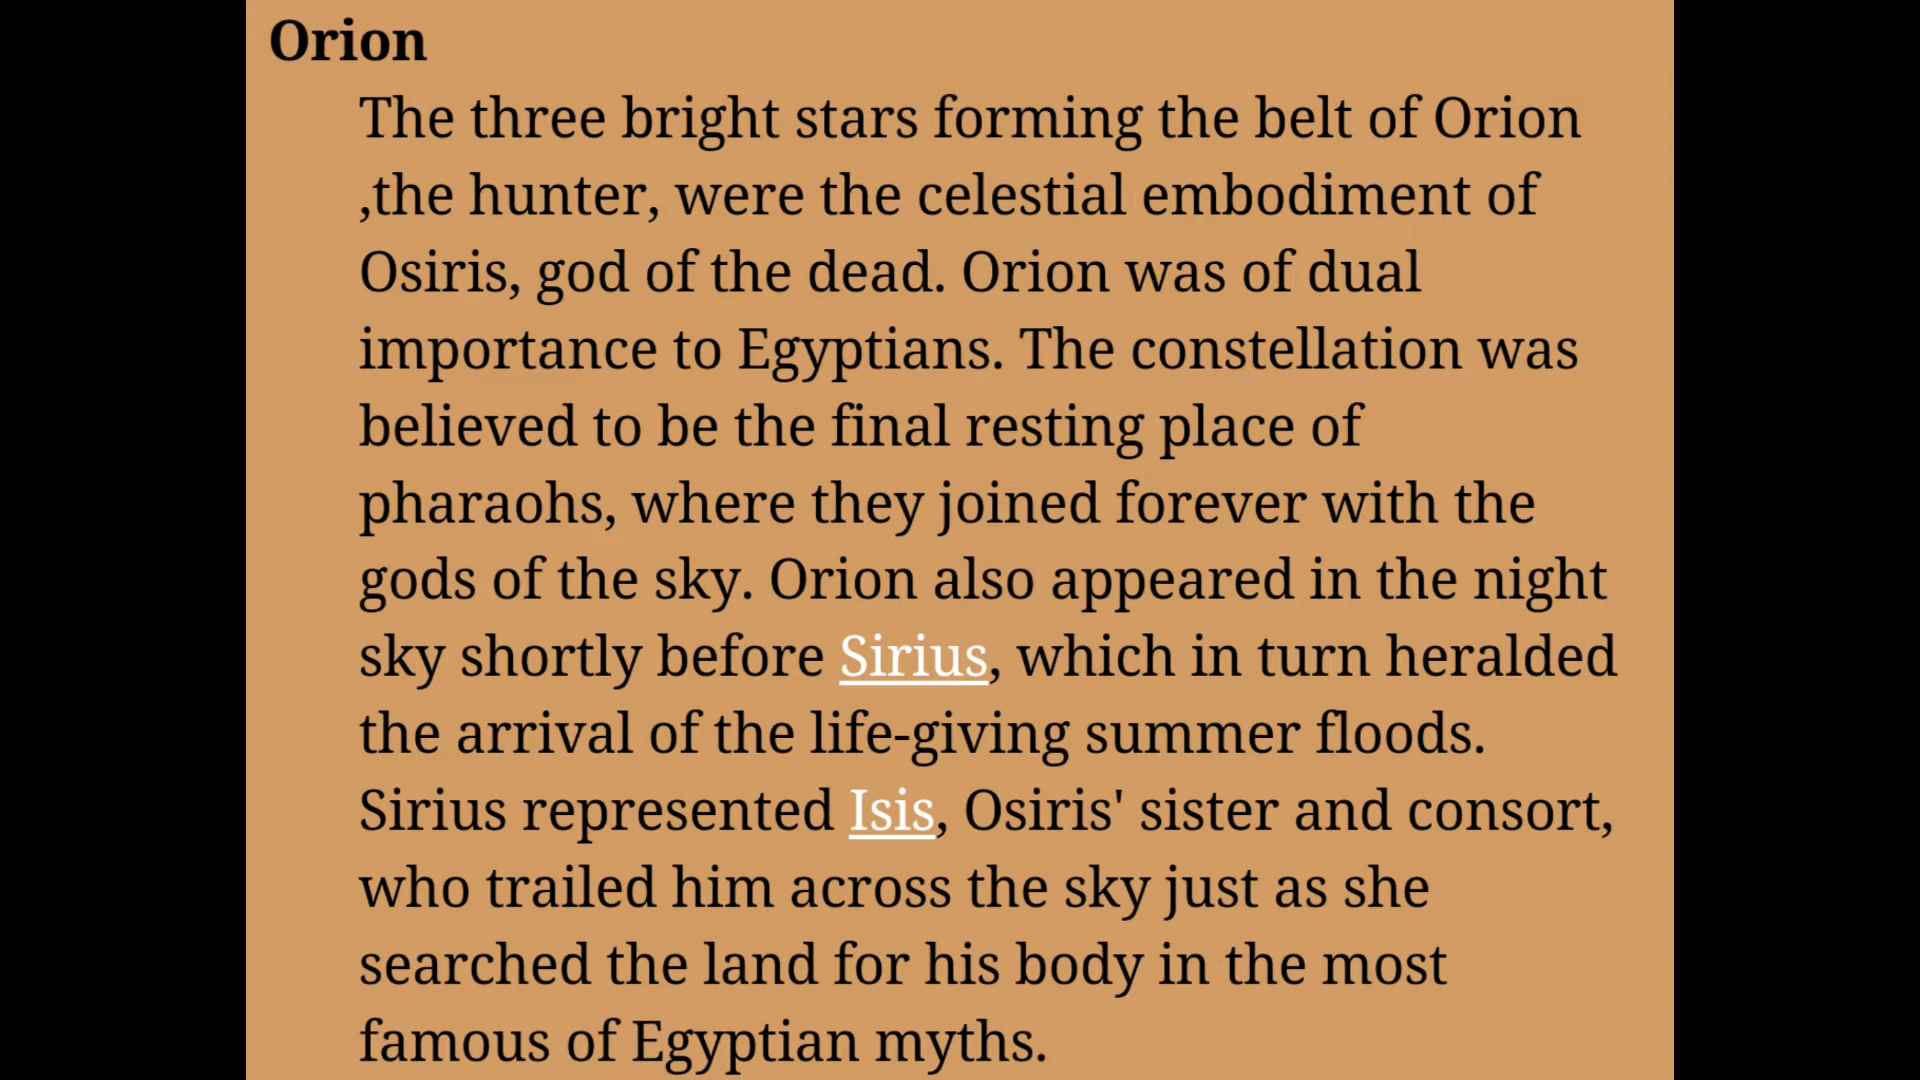 Orion
The three bright stars forming the belt of Orion
,the hunter, were the celestial embodiment of
Osiris, god of the dead. Orion was of dual
importance to Egyptians. The constellation was
believed to be the final resting place of
pharaohs, where they joined forever with the
gods of the sky. Orion also appeared in the night
sky shortly before Sirius, which in turn heralded
the arrival of the life-giving summer floods.
Sirius represented Isis, Osiris' sister and consort,
who trailed him across the sky just as she
searched the land for his body in the most
famous of Egyptian myths.